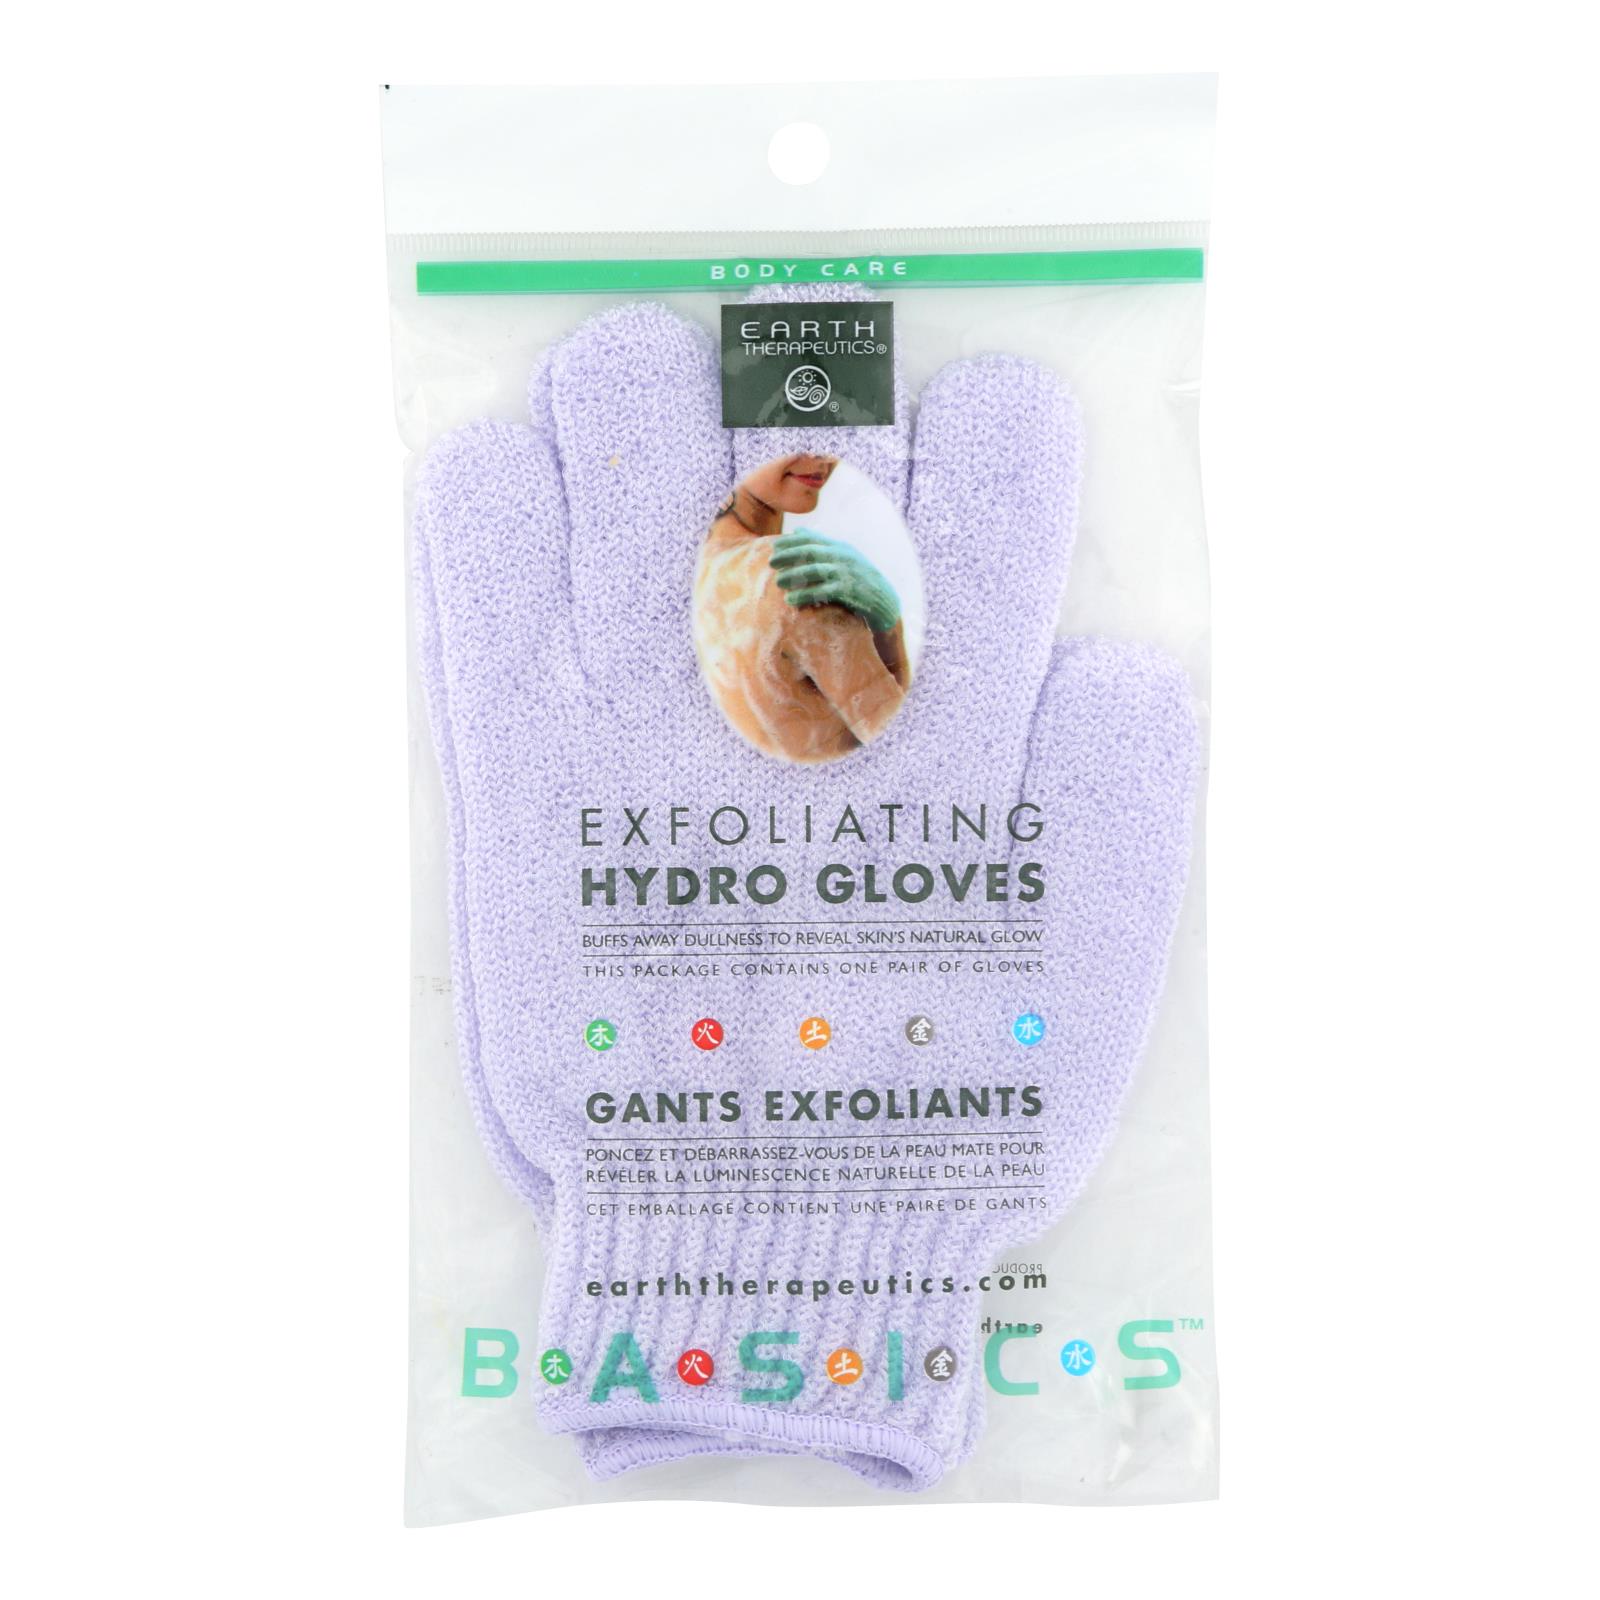 BODY CARE
EARTH
THERAPEUTICS®
®
EXFOLIATING
HYDRO GLOVES
BUFFS AWAY DULLNESS TO REVEAL SKIN'S NATURAL GLOW
THIS PACKAGE CONTAINS ONE PAIR OF GLOVES
木 火 土 金 水
GANTS EXFOLIANTS
PONCEZ ET DÉBARRASSEZ-VOUS DE LA PEAU MATE POUR
RÉVÉLER LA LUMINESCENCE NATURELLE DE LA PEAU
CET EMBALLAGE CONTIENT UNE PAIRE DE GANTS
earththerapeutics.com
B木A火S土I金C水S™